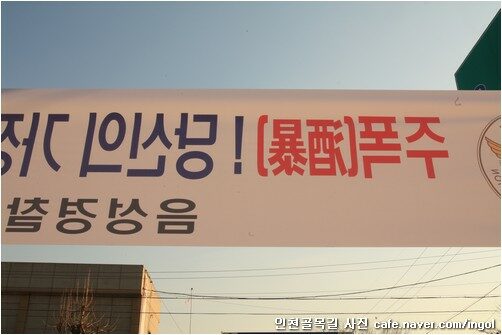 주폭(酒暴)! 당신의 가
음성경찰
인천골목길 사진 cafe.naver.com/ingol